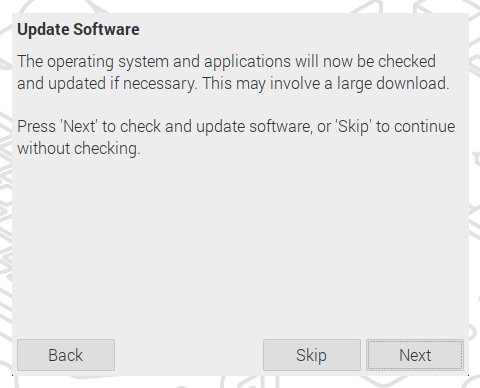 Update Software
The operating system and applications will now be checked
and updated if necessary. This may involve a large download.
Press 'Next' to check and update software, or 'Skip' to continue
without checking.
Back
Skip
Next